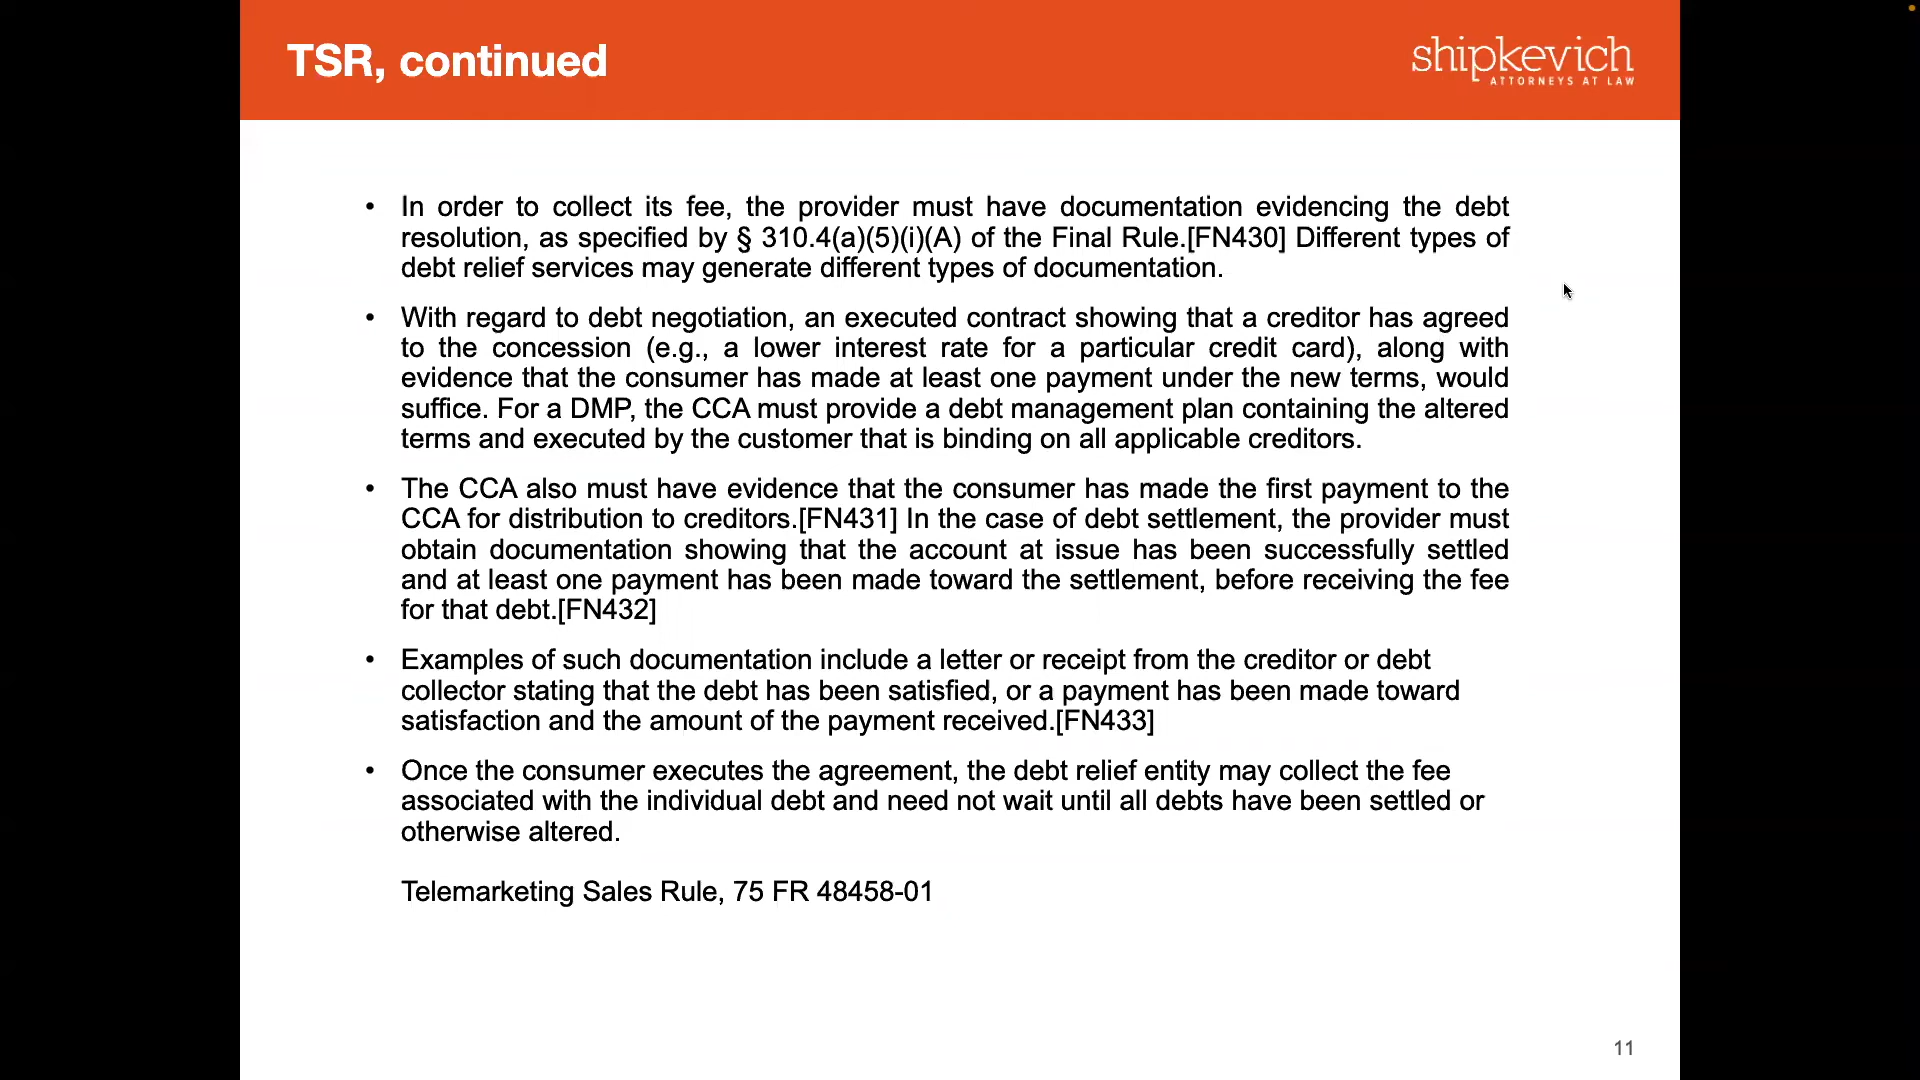 TSR, continued
shipkevich
ATTORNEYS AT LAW
• In order to collect its fee, the provider must have documentation evidencing the debt
resolution, as specified by § 310.4(a)(5)(i)(A) of the Final Rule.[FN430] Different types of
debt relief services may generate different types of documentation.
• With regard to debt negotiation, an executed contract showing that a creditor has agreed
to the concession (e.g., a lower interest rate for a particular credit card), along with
evidence that the consumer has made at least one payment under the new terms, would
suffice. For a DMP, the CCA must provide a debt management plan containing the altered
terms and executed by the customer that is binding on all applicable creditors.
• The CCA also must have evidence that the consumer has made the first payment to the
CCA for distribution to creditors.[FN431] In the case of debt settlement, the provider must
obtain documentation showing that the account at issue has been successfully settled
and at least one payment has been made toward the settlement, before receiving the fee
for that debt.[FN432]
• Examples of such documentation include a letter or receipt from the creditor or debt
collector stating that the debt has been satisfied, or a payment has been made toward
satisfaction and the amount of the payment received.[FN433]
• Once the consumer executes the agreement, the debt relief entity may collect the fee
associated with the individual debt and need not wait until all debts have been settled or
otherwise altered.
Telemarketing Sales Rule, 75 FR 48458-01
11